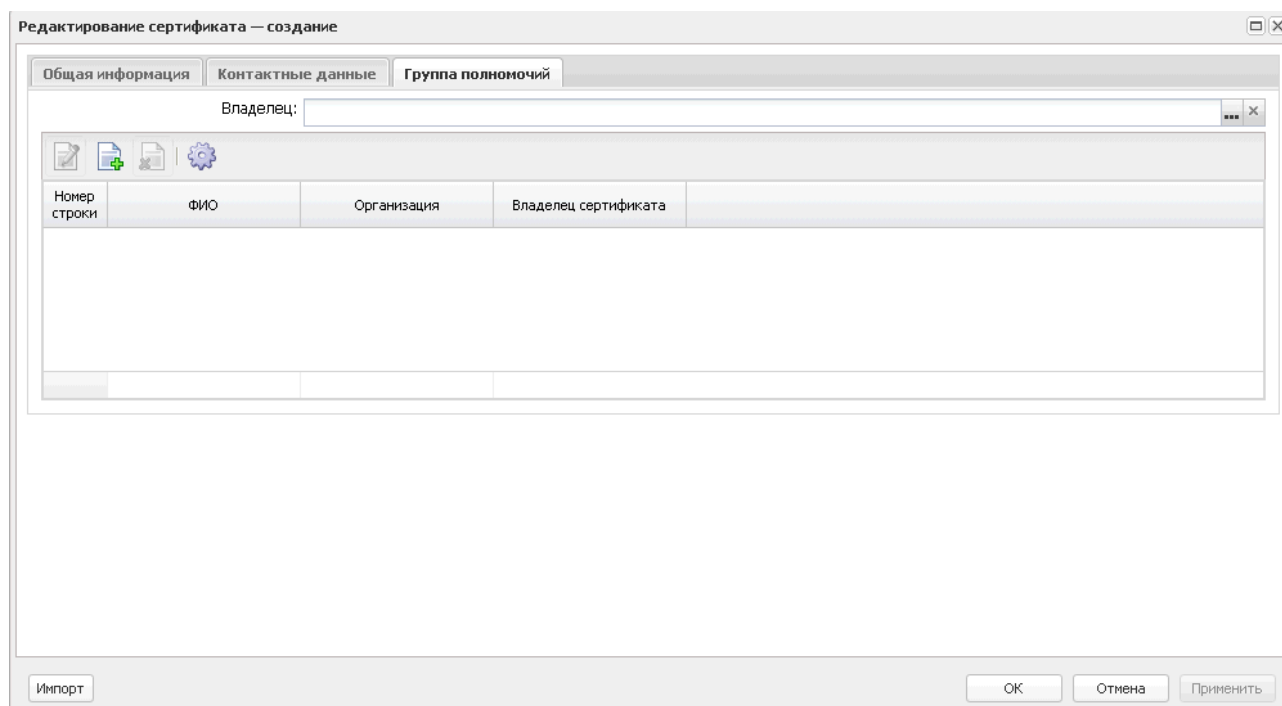 Редактирование сертификата — создание
Общая информация Контактные данные Группа полномочий
Владелец: ...
Номер строки ФИО Организация Владелец сертификата
Импорт ОК Отмена Применить